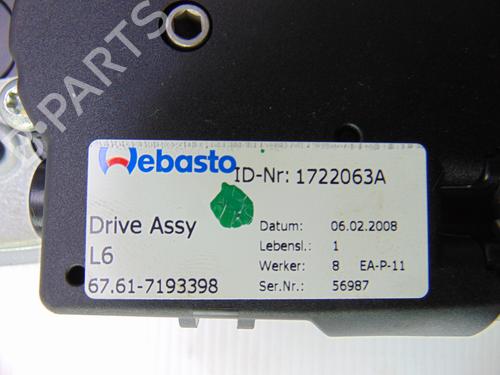 Webasto
ID-Nr: 1722063A
Drive Assy
L6
67.61-7193398
Datum: 06.02.2008
Lebensl.: 1
Werker: 8 EA-P-11
Ser.Nr.: 56987